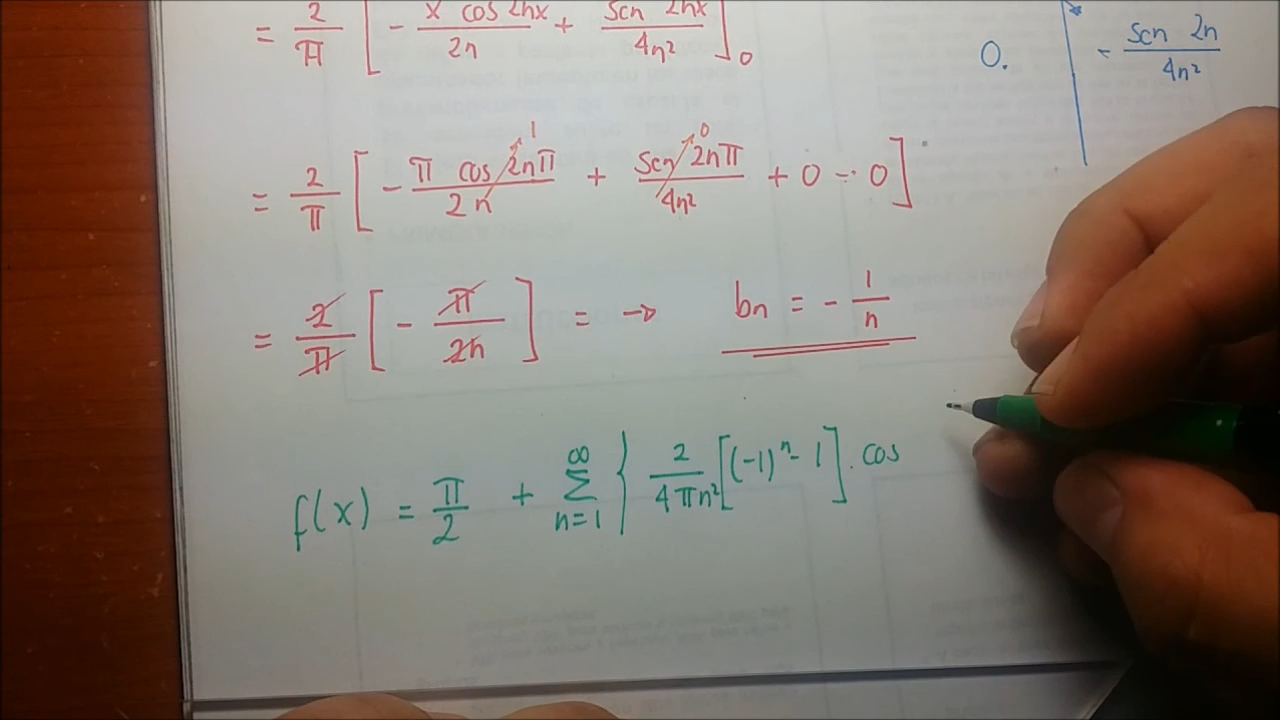 = 2/π [ - x cos 2nx / 2n + sen 2nx / 4n² ]₀
0. = sen 2n / 4n²
= 2/π [ - π cos 2nπ / 2n ↗ 1 + sen 2nπ / 4n² ↗ 0 + 0 - 0 ]
= 2/π [ - π/2n ] = → bn = - 1/n
f(x) = π/2 + ∞ Σ n=1 { 2/4πn² [(-1)ⁿ - 1] . cos